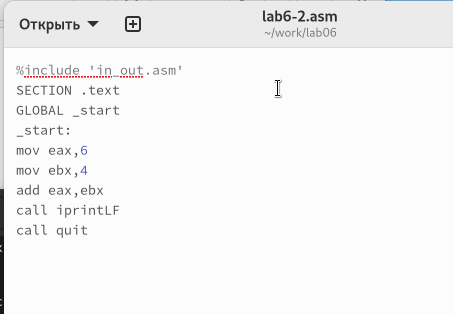 Открыть
lab6-2.asm
~/work/lab06
%include 'in_out.asm'
SECTION .text
GLOBAL _start
_start:
mov eax,6
mov ebx,4
add eax,ebx
call iprintLF
call quit